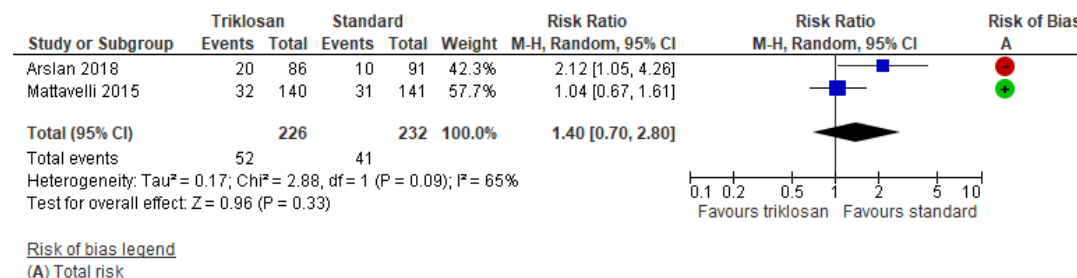 Triklosan Standard Risk Ratio Risk Ratio Risk of Bias
Study or Subgroup Events Total Events Total Weight M-H, Random, 95% CI M-H, Random, 95% CI A
Arslan 2018 20 86 10 91 42.3% 2.12 [1.05, 4.26] -
Mattavelli 2015 32 140 31 141 57.7% 1.04 [0.67, 1.61] +
Total (95% CI) 226 232 100.0% 1.40 [0.70, 2.80]
Total events 52 41
Heterogeneity: Tau² = 0.17; Chi² = 2.88, df = 1 (P = 0.09); I² = 65%
Test for overall effect: Z = 0.96 (P = 0.33)
0.1 0.2 0.5 1 2 5 10
Favours triklosan Favours standard
Risk of bias legend
(A) Total risk